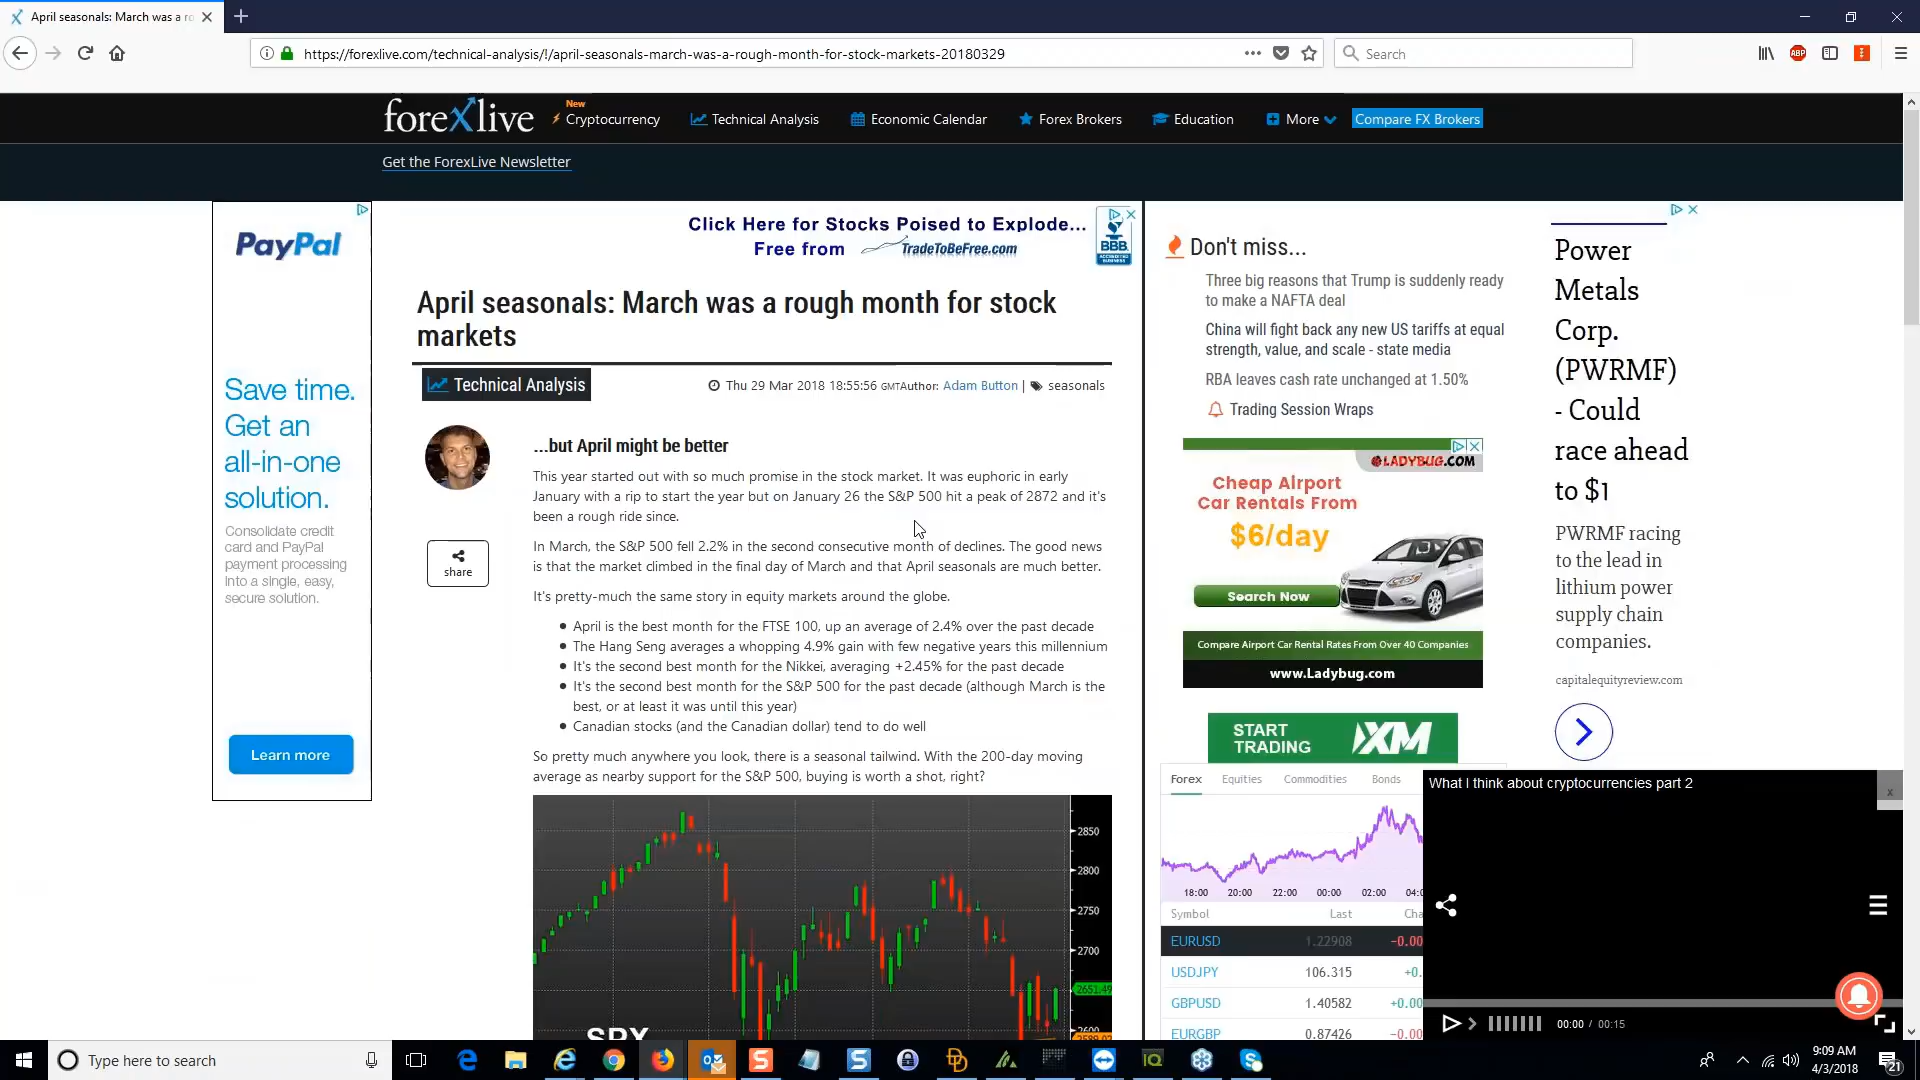 April seasonals: March was a ro
https://forexlive.com/technical-analysis/!/april-seasonals-march-was-a-rough-month-for-stock-markets-20180329
Search
forexlive
New
Cryptocurrency
Technical Analysis
Economic Calendar
Forex Brokers
Education
More
Compare FX Brokers
Get the ForexLive Newsletter
PayPal
Save time.
Get an
all-in-one
solution.
Consolidate credit
card and PayPal
payment processing
into a single, easy,
secure solution.
Learn more
Click Here for Stocks Poised to Explode...
Free from TradeToBeFree.com
BBB.
ACCREDITED
BUSINESS
April seasonals: March was a rough month for stock
markets
Technical Analysis
Thu 29 Mar 2018 18:55:56 GMT Author: Adam Button | seasonals
...but April might be better
This year started out with so much promise in the stock market. It was euphoric in early
January with a rip to start the year but on January 26 the S&P 500 hit a peak of 2872 and it's
been a rough ride since.
share
In March, the S&P 500 fell 2.2% in the second consecutive month of declines. The good news
is that the market climbed in the final day of March and that April seasonals are much better.
It's pretty-much the same story in equity markets around the globe.
April is the best month for the FTSE 100, up an average of 2.4% over the past decade
The Hang Seng averages a whopping 4.9% gain with few negative years this millennium
It's the second best month for the Nikkei, averaging +2.45% for the past decade
It's the second best month for the S&P 500 for the past decade (although March is the
best, or at least it was until this year)
Canadian stocks (and the Canadian dollar) tend to do well
So pretty much anywhere you look, there is a seasonal tailwind. With the 200-day moving
average as nearby support for the S&P 500, buying is worth a shot, right?
2850
2800
2750
2700
2651.49
2600
SPX
Don't miss...
Three big reasons that Trump is suddenly ready
to make a NAFTA deal
China will fight back any new US tariffs at equal
strength, value, and scale - state media
RBA leaves cash rate unchanged at 1.50%
Trading Session Wraps
LADYBUG.COM
Cheap Airport
Car Rentals From
$6/day
Search Now
Compare Airport Car Rental Rates From Over 40 Companies
www.Ladybug.com
START
TRADING
XM
Forex Equities Commodities Bonds
18:00 20:00 22:00 00:00 02:00 04:0
Symbol Last Cha
EURUSD 1.22908 -0.00
USDJPY 106.315 +0.
GBPUSD 1.40582 +0.00
EURGBP 0.87426 -0.00
Power
Metals
Corp.
(PWRMF)
- Could
race ahead
to $1
PWRMF racing
to the lead in
lithium power
supply chain
companies.
capitalequityreview.com
What I think about cryptocurrencies part 2
x
00:00 / 00:15
Type here to search
9:09 AM
4/3/2018
21